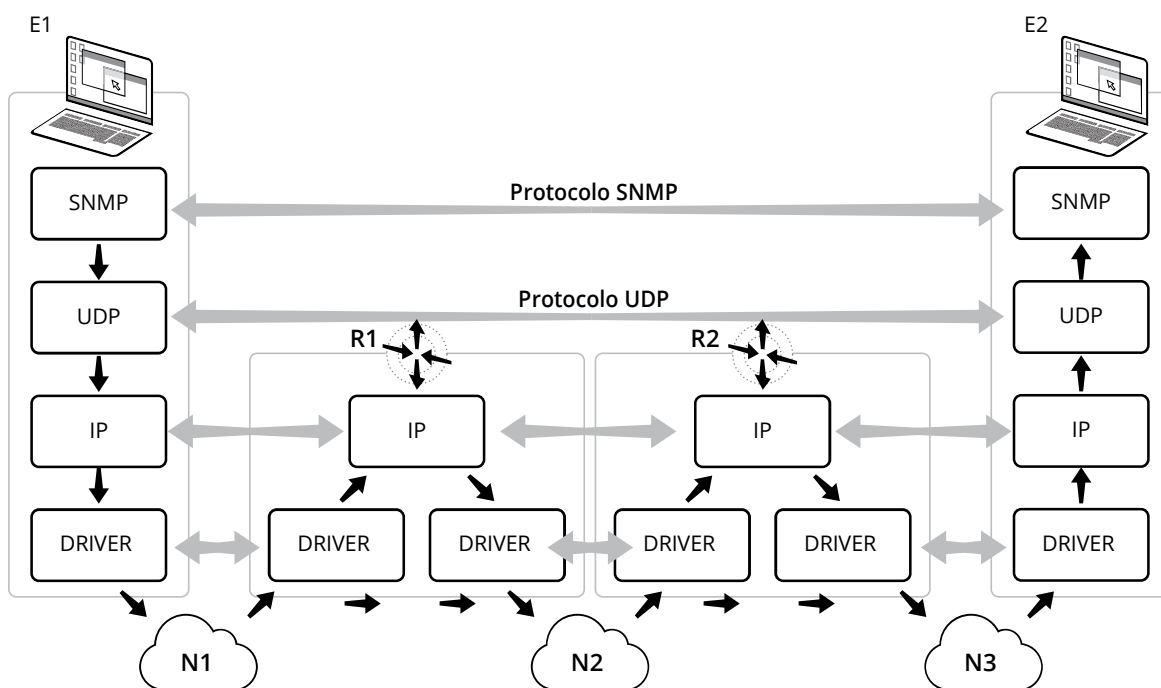 E1
E2
SNMP
Protocolo SNMP
SNMP
UDP
Protocolo UDP
UDP
R1
R2
IP
IP
IP
IP
DRIVER
DRIVER
DRIVER
DRIVER
DRIVER
DRIVER
N1
N2
N3